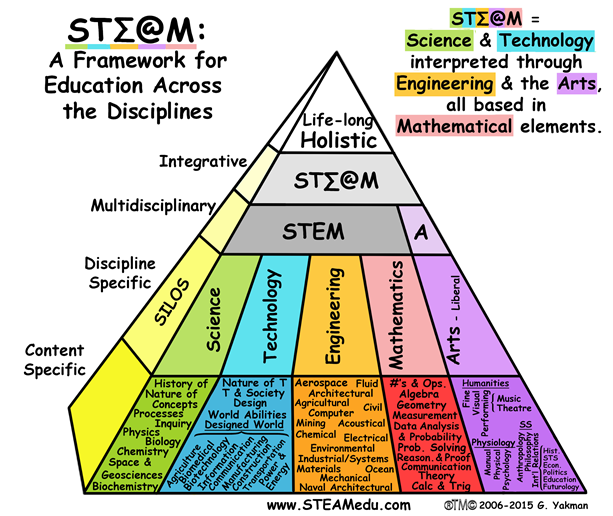 STΣ@M:
A Framework for
Education Across
the Disciplines
STΣ@M =
Science & Technology
interpreted through
Engineering & the Arts,
all based in
Mathematical elements.
Life-long
Holistic
Integrative
STΣ@M
Multidisciplinary
STEM
A
Discipline
Specific
SILOS
Science
Technology
Engineering
Mathematics
Arts - Liberal
Content
Specific
History of
Nature of
Concepts
Processes
Inquiry
Physics
Biology
Chemistry
Space &
Geosciences
Biochemistry
Nature of T
T & Society
Design
World Abilities
Designed World
Agriculture
Biomedical
Biotechnology
Information
Communication
Manufacturing
Construction
Transportation
Power &
Energy
Aerospace Fluid
Architectural
Agricultural Civil
Computer
Mining Acoustical
Chemical Electrical
Environmental
Industrial/Systems
Materials Ocean
Mechanical
Naval Architectural
#'s & Ops.
Algebra
Geometry
Measurement
Data Analysis
& Probability
Prob. Solving
Reason. & Proof
Communication
Theory
Calc & Trig
Humanities
Fine
Visual
Performing
Music
Theatre
Physiology
Manual
Physical
Psychology
SS
Anthropology
Philosophy
Int'l Relations
Hist.
STS
Econ.
Politics
Education
Futurology
www.STEAMedu.com
®TM© 2006-2015 G. Yakman